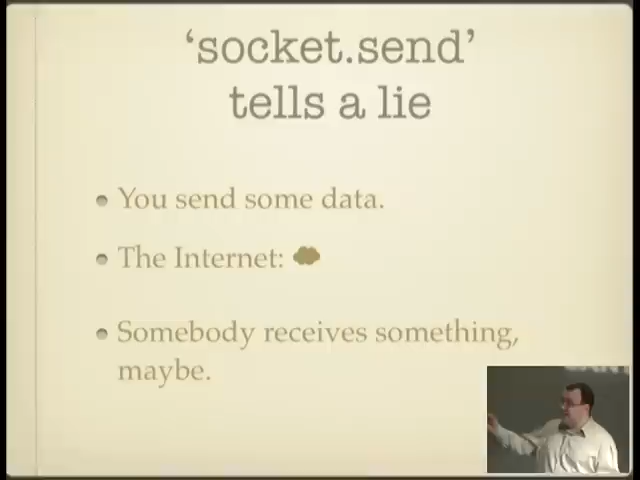 ‘socket.send’
tells a lie
You send some data.
The Internet:
Somebody receives something,
maybe.